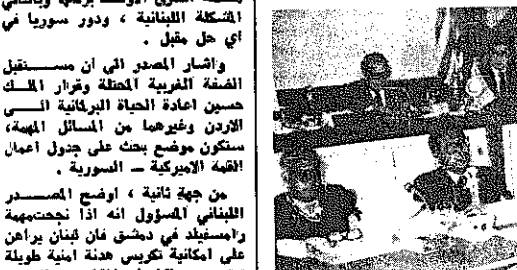 المشكلة اللبنانية ، ودور سوريا في
أي حل مقبل .
واشار المصدر الى ان مستقبل
الضفة الغربية المحتلة وقرار الملك
حسين اعادة الحياة البرلمانية الى
الاردن وغيرهما من المسائل المهمة،
ستكون موضع بحث على جدول اعمال
القمة الاميركية ــ السورية .
من جهة ثانية ، اوضح المصدر
اللبناني المسؤول انه اذا نجحت مهمة
رامسفيلد في دمشق فان لبنان يراهن
على امكانية تكريس هدنة امنية طويلة